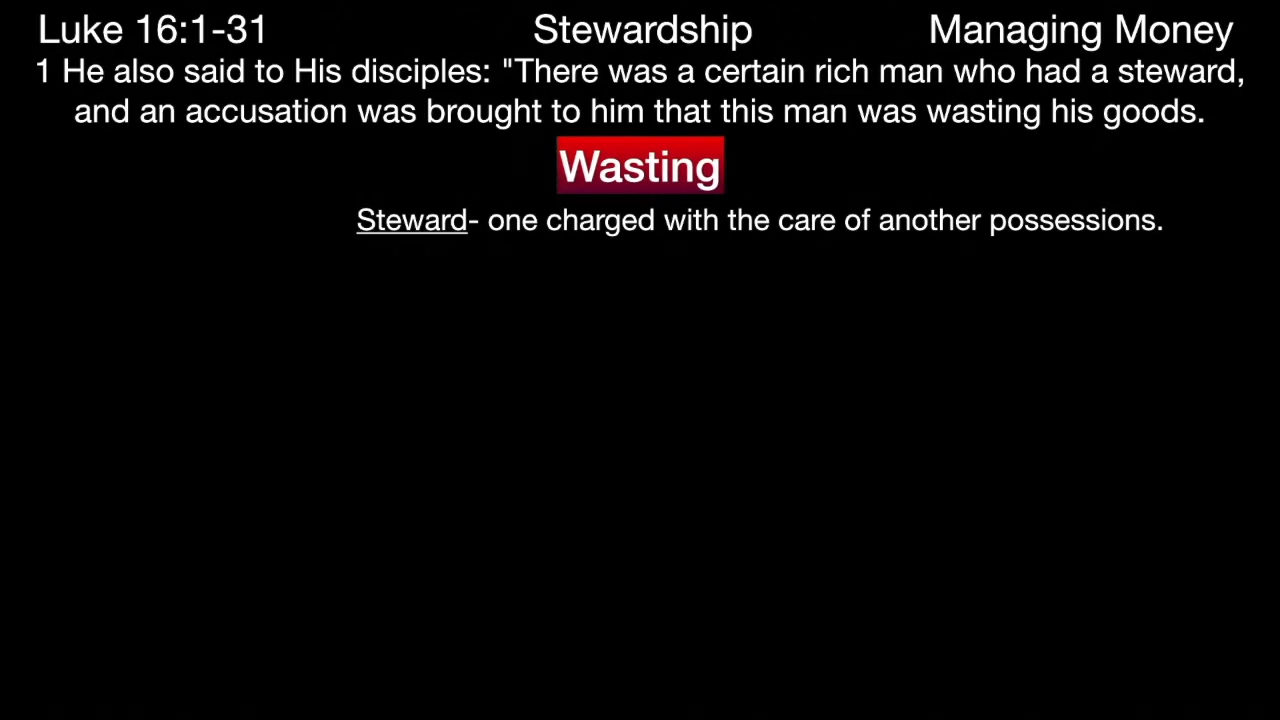 Luke 16:1-31 Stewardship Managing Money
1 He also said to His disciples: "There was a certain rich man who had a steward,
and an accusation was brought to him that this man was wasting his goods.
Wasting
Steward- one charged with the care of another possessions.